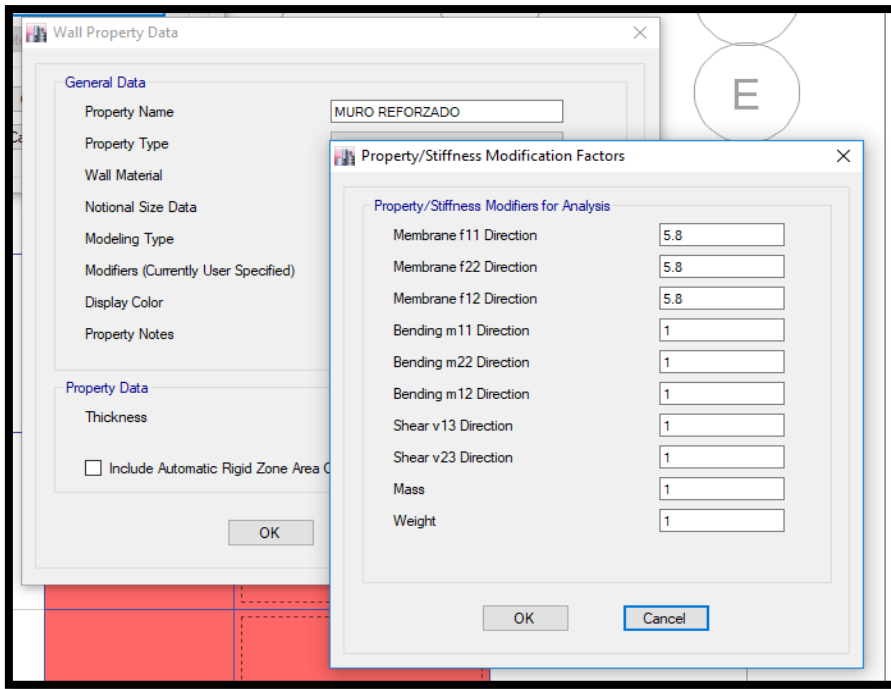 Wall Property Data
General Data
Property Name MURO REFORZADO
Property Type
Wall Material
Notional Size Data
Modeling Type
Modifiers (Currently User Specified)
Display Color
Property Notes
Property Data
Thickness
Include Automatic Rigid Zone Area
OK
E
Property/Stiffness Modification Factors
Property/Stiffness Modifiers for Analysis
Membrane f11 Direction 5.8
Membrane f22 Direction 5.8
Membrane f12 Direction 5.8
Bending m11 Direction 1
Bending m22 Direction 1
Bending m12 Direction 1
Shear v13 Direction 1
Shear v23 Direction 1
Mass 1
Weight 1
OK Cancel